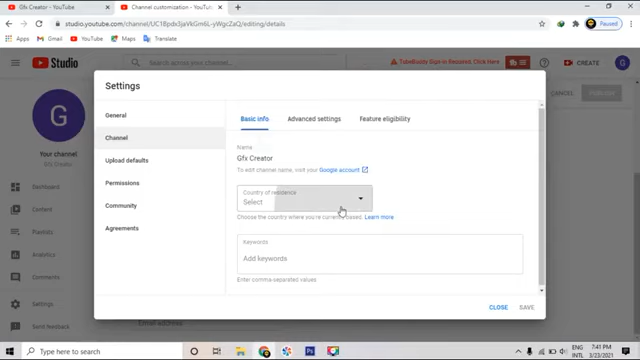 Gfx Creator - YouTube
Channel customization - YouTube
studio.youtube.com/channel/UC18pdx3jaVkGm6L-yWgcZaQ/editing/details
Paused
Apps
Gmail
YouTube
Maps
Translate
Studio
Search across your channel
TubeBuddy Sign in Required, Click Here
CREATE
G
CANCEL
PUBLISH
G
Your channel
Gfx Creator
Dashboard
Content
Playlists
Analytics
Comments
Settings
Send feedback
Settings
General
Channel
Upload defaults
Permissions
Community
Agreements
Basic info
Advanced settings
Feature eligibility
Name
Gfx Creator
To edit channel name, visit your Google account
Country of residence
Select
Choose the country where you're currently based. Learn more
Keywords
Add keywords
Enter comma-separated values.
CLOSE
SAVE
Email address
Type here to search
ENG
INTL
7:41 PM
3/23/2021